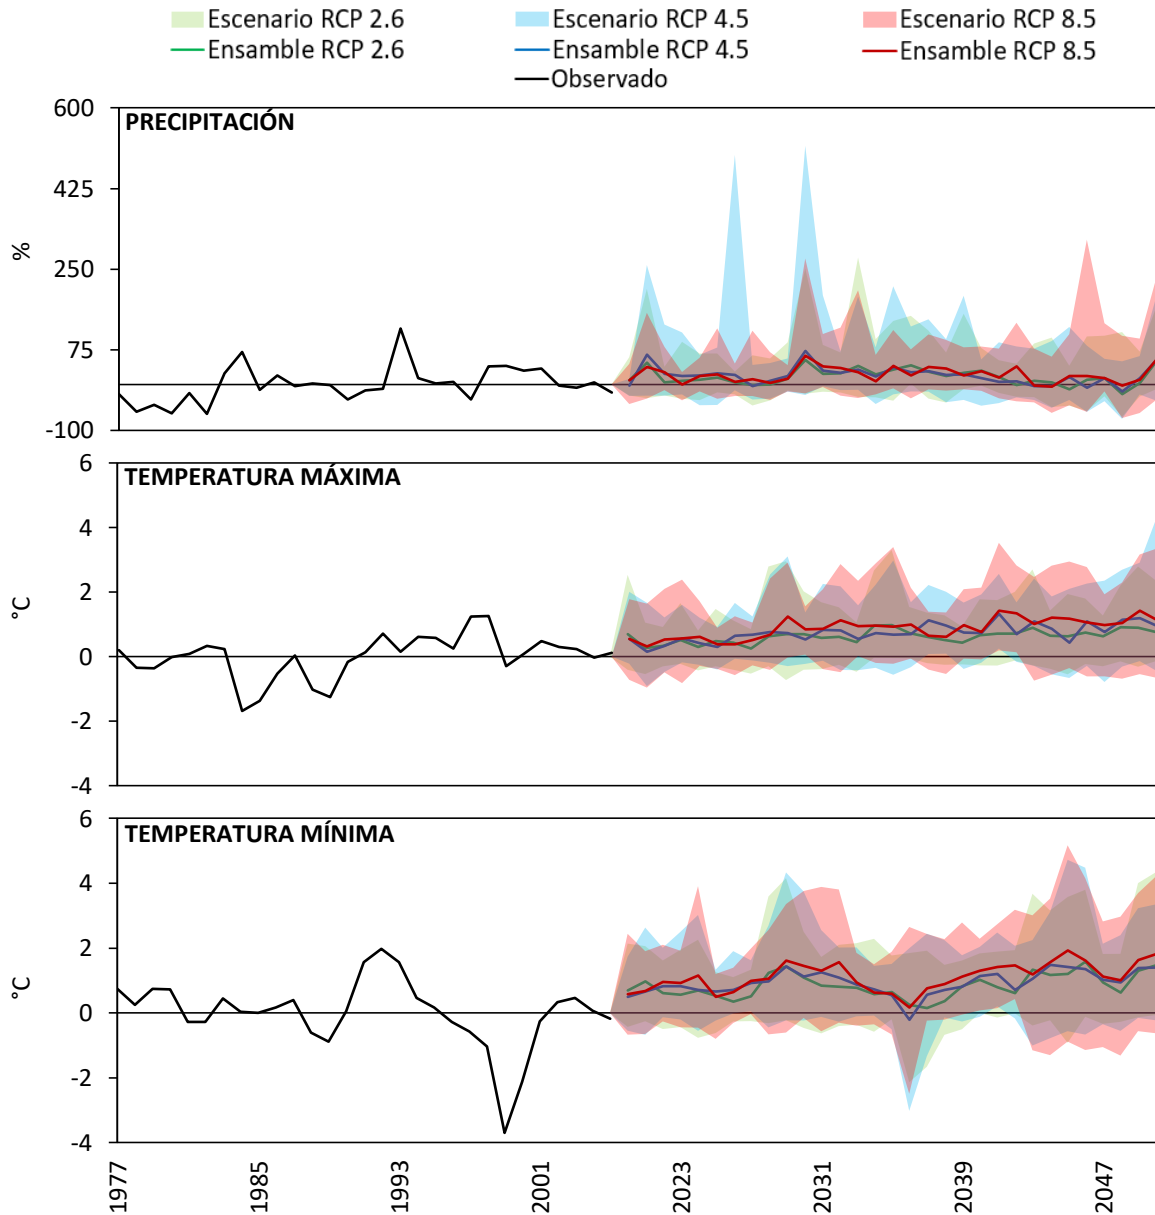 Escenario RCP 2.6 Escenario RCP 4.5 Escenario RCP 8.5
Ensamble RCP 2.6 Ensamble RCP 4.5 Ensamble RCP 8.5
Observado
PRECIPITACIÓN
600
425
250
75
-100
%
TEMPERATURA MÁXIMA
6
4
2
0
-2
-4
°C
TEMPERATURA MÍNIMA
6
4
2
0
-2
-4
°C
1977 1985 1993 2001 2023 2031 2039 2047